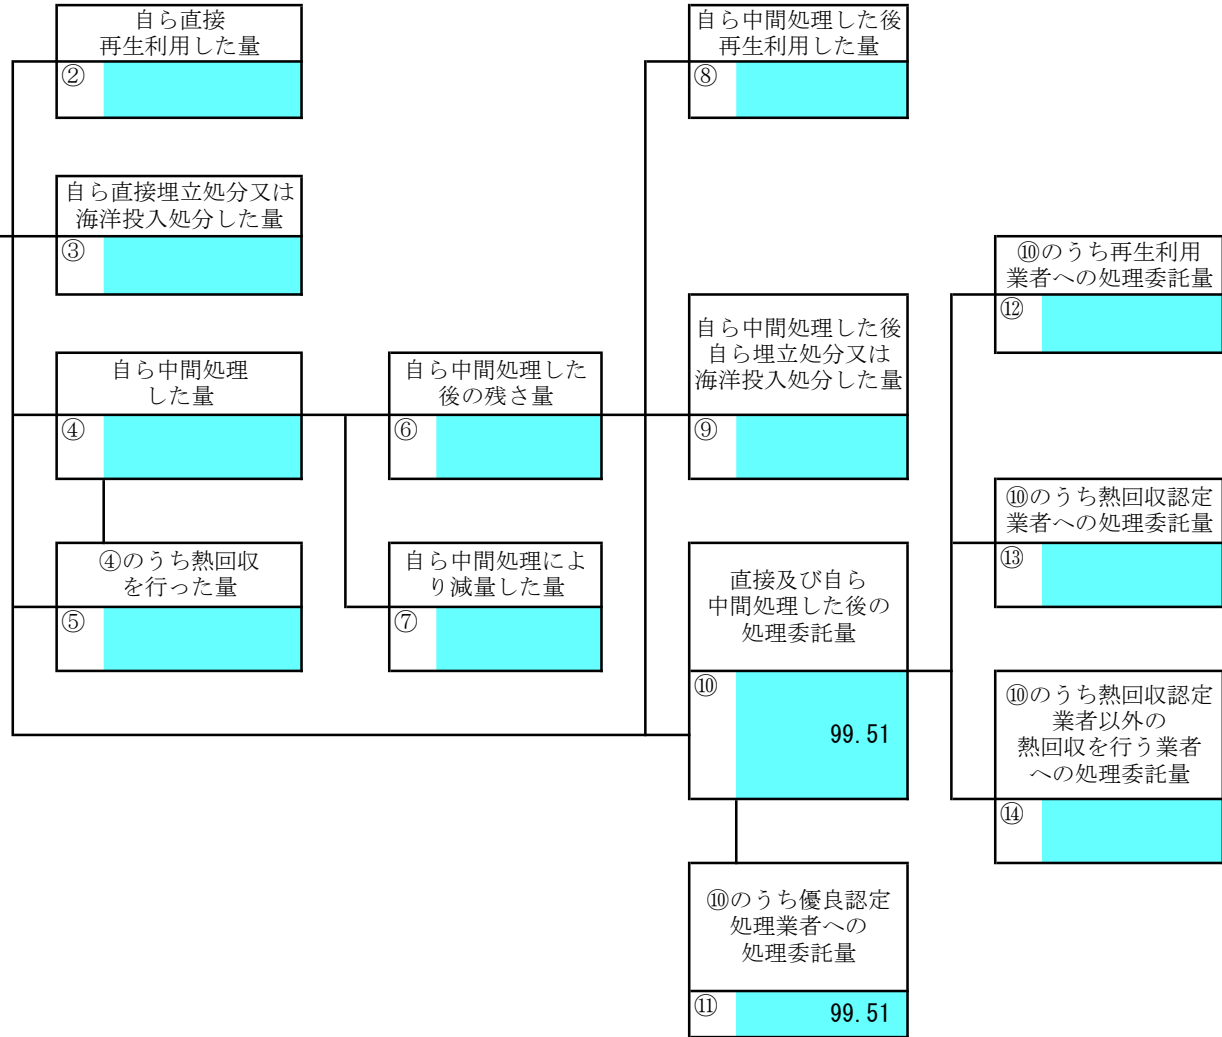 自ら直接
再生利用した量
②
自ら中間処理した後
再生利用した量
⑧
自ら直接埋立処分又は
海洋投入処分した量
③
⑩のうち再生利用
業者への処理委託量
⑫
自ら中間処理した後
自ら埋立処分又は
海洋投入処分した量
⑨
自ら中間処理
した量
④
自ら中間処理した
後の残さ量
⑥
⑩のうち熱回収認定
業者への処理委託量
⑬
④のうち熱回収
を行った量
⑤
自ら中間処理によ
り減量した量
⑦
直接及び自ら
中間処理した後の
処理委託量
⑩
99.51
⑩のうち熱回収認定
業者以外の
熱回収を行う業者
への処理委託量
⑭
⑩のうち優良認定
処理業者への
処理委託量
⑪
99.51